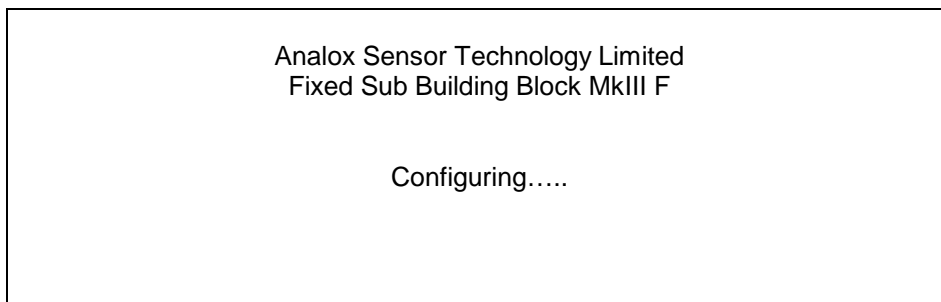 Analox Sensor Technology Limited
Fixed Sub Building Block MkIII F
Configuring…..